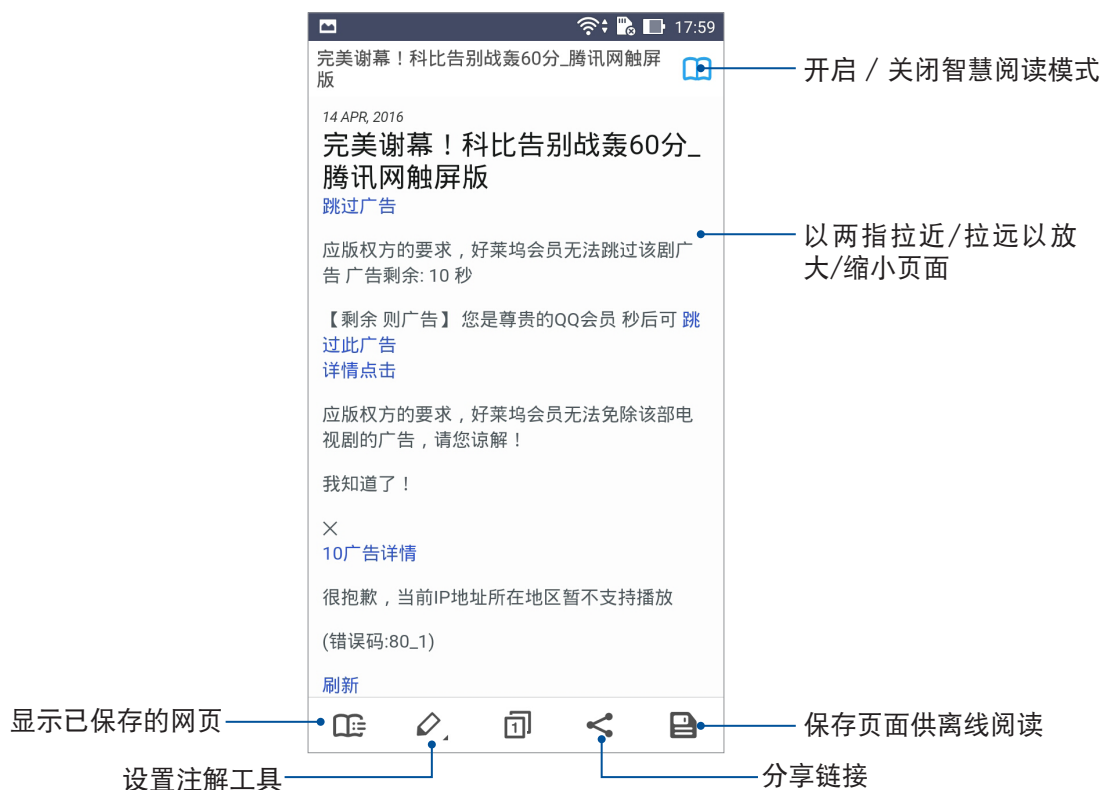 17:59
完美谢幕！科比告别战轰60分_腾讯网触屏
版
开启 / 关闭智慧阅读模式
14 APR, 2016
完美谢幕！科比告别战轰60分_
腾讯网触屏版
跳过广告
以两指拉近/拉远以放
大/缩小页面
应版权方的要求，好莱坞会员无法跳过该剧广
告 广告剩余: 10 秒
【剩余 则广告】 您是尊贵的QQ会员 秒后可 跳
过此广告
详情点击
应版权方的要求，好莱坞会员无法免除该部电
视剧的广告，请您谅解！
我知道了！
×
10广告详情
很抱歉，当前IP地址所在地区暂不支持播放
(错误码:80_1)
刷新
显示已保存的网页
1
保存页面供离线阅读
设置注解工具
分享链接